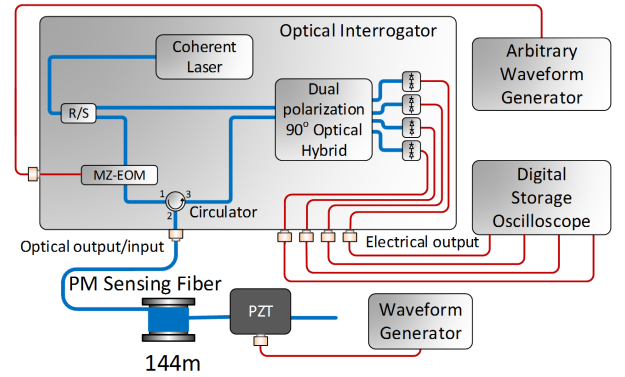 Optical Interrogator
Coherent
Laser
Arbitrary
Waveform
Generator
R/S
Dual
polarization
90° Optical
Hybrid
MZ-EOM
1
3
2
Circulator
Digital
Storage
Oscilloscope
Optical output/input
Electrical output
PM Sensing Fiber
PZT
Waveform
Generator
144m